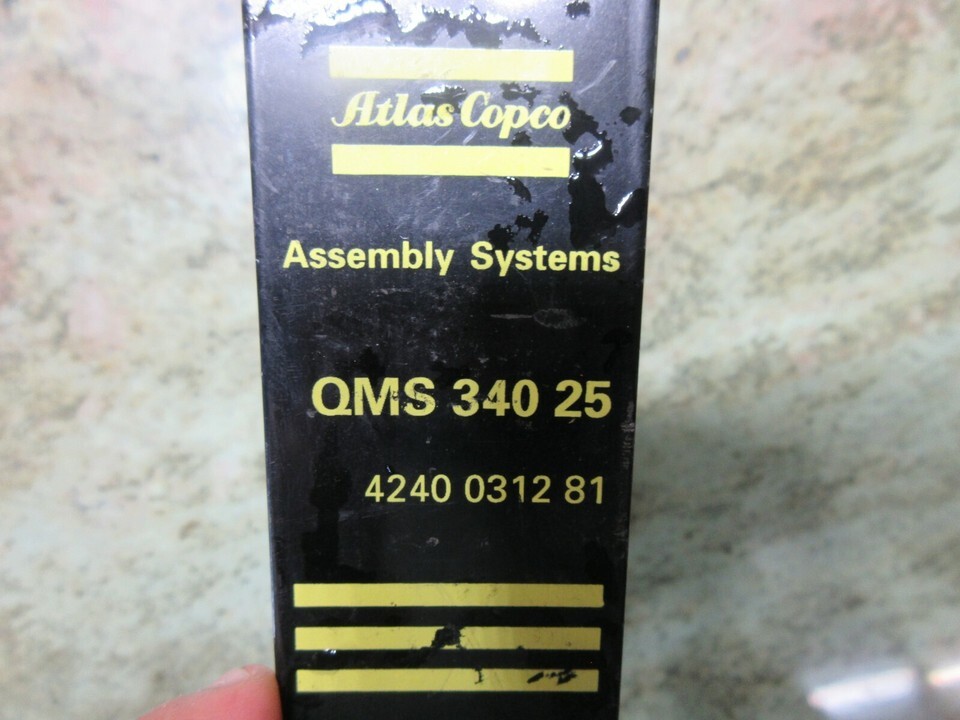 Atlas Copco
Assembly Systems
QMS 340 25
4240 0312 81